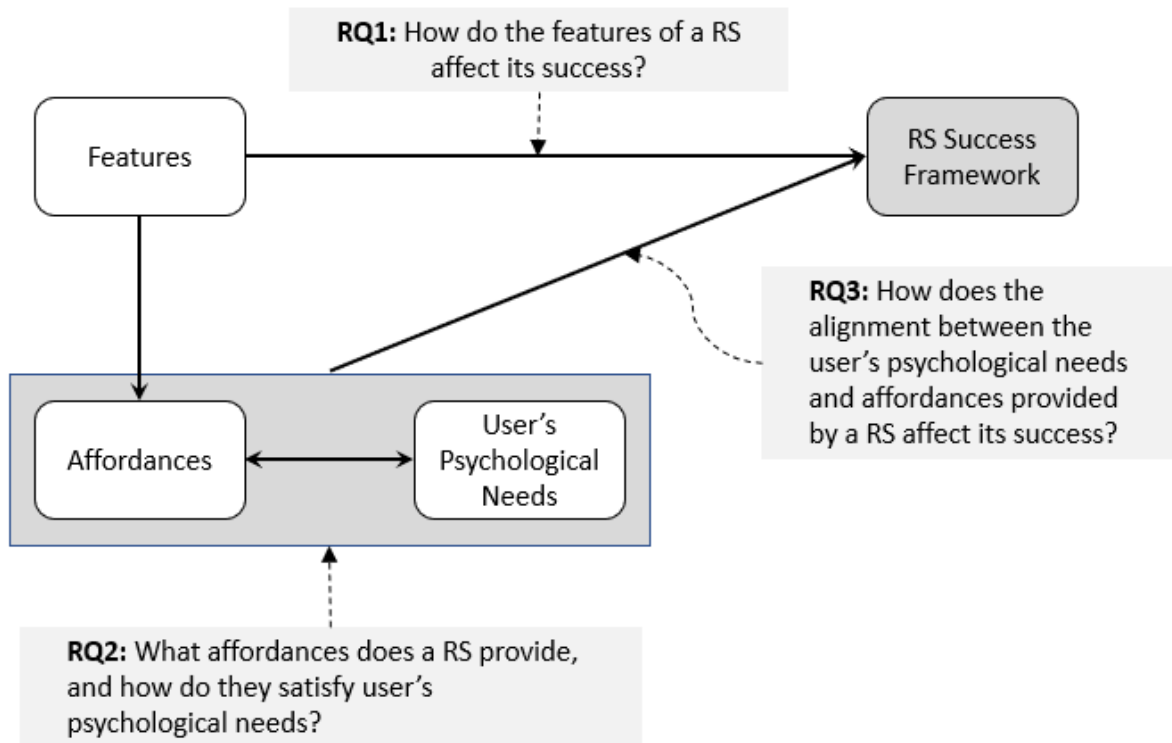 RQ1: How do the features of a RS
affect its success?
Features
RS Success
Framework
RQ3: How does the
alignment between the
user's psychological needs
and affordances provided
by a RS affect its success?
Affordances
User's
Psychological
Needs
RQ2: What affordances does a RS provide,
and how do they satisfy user's
psychological needs?